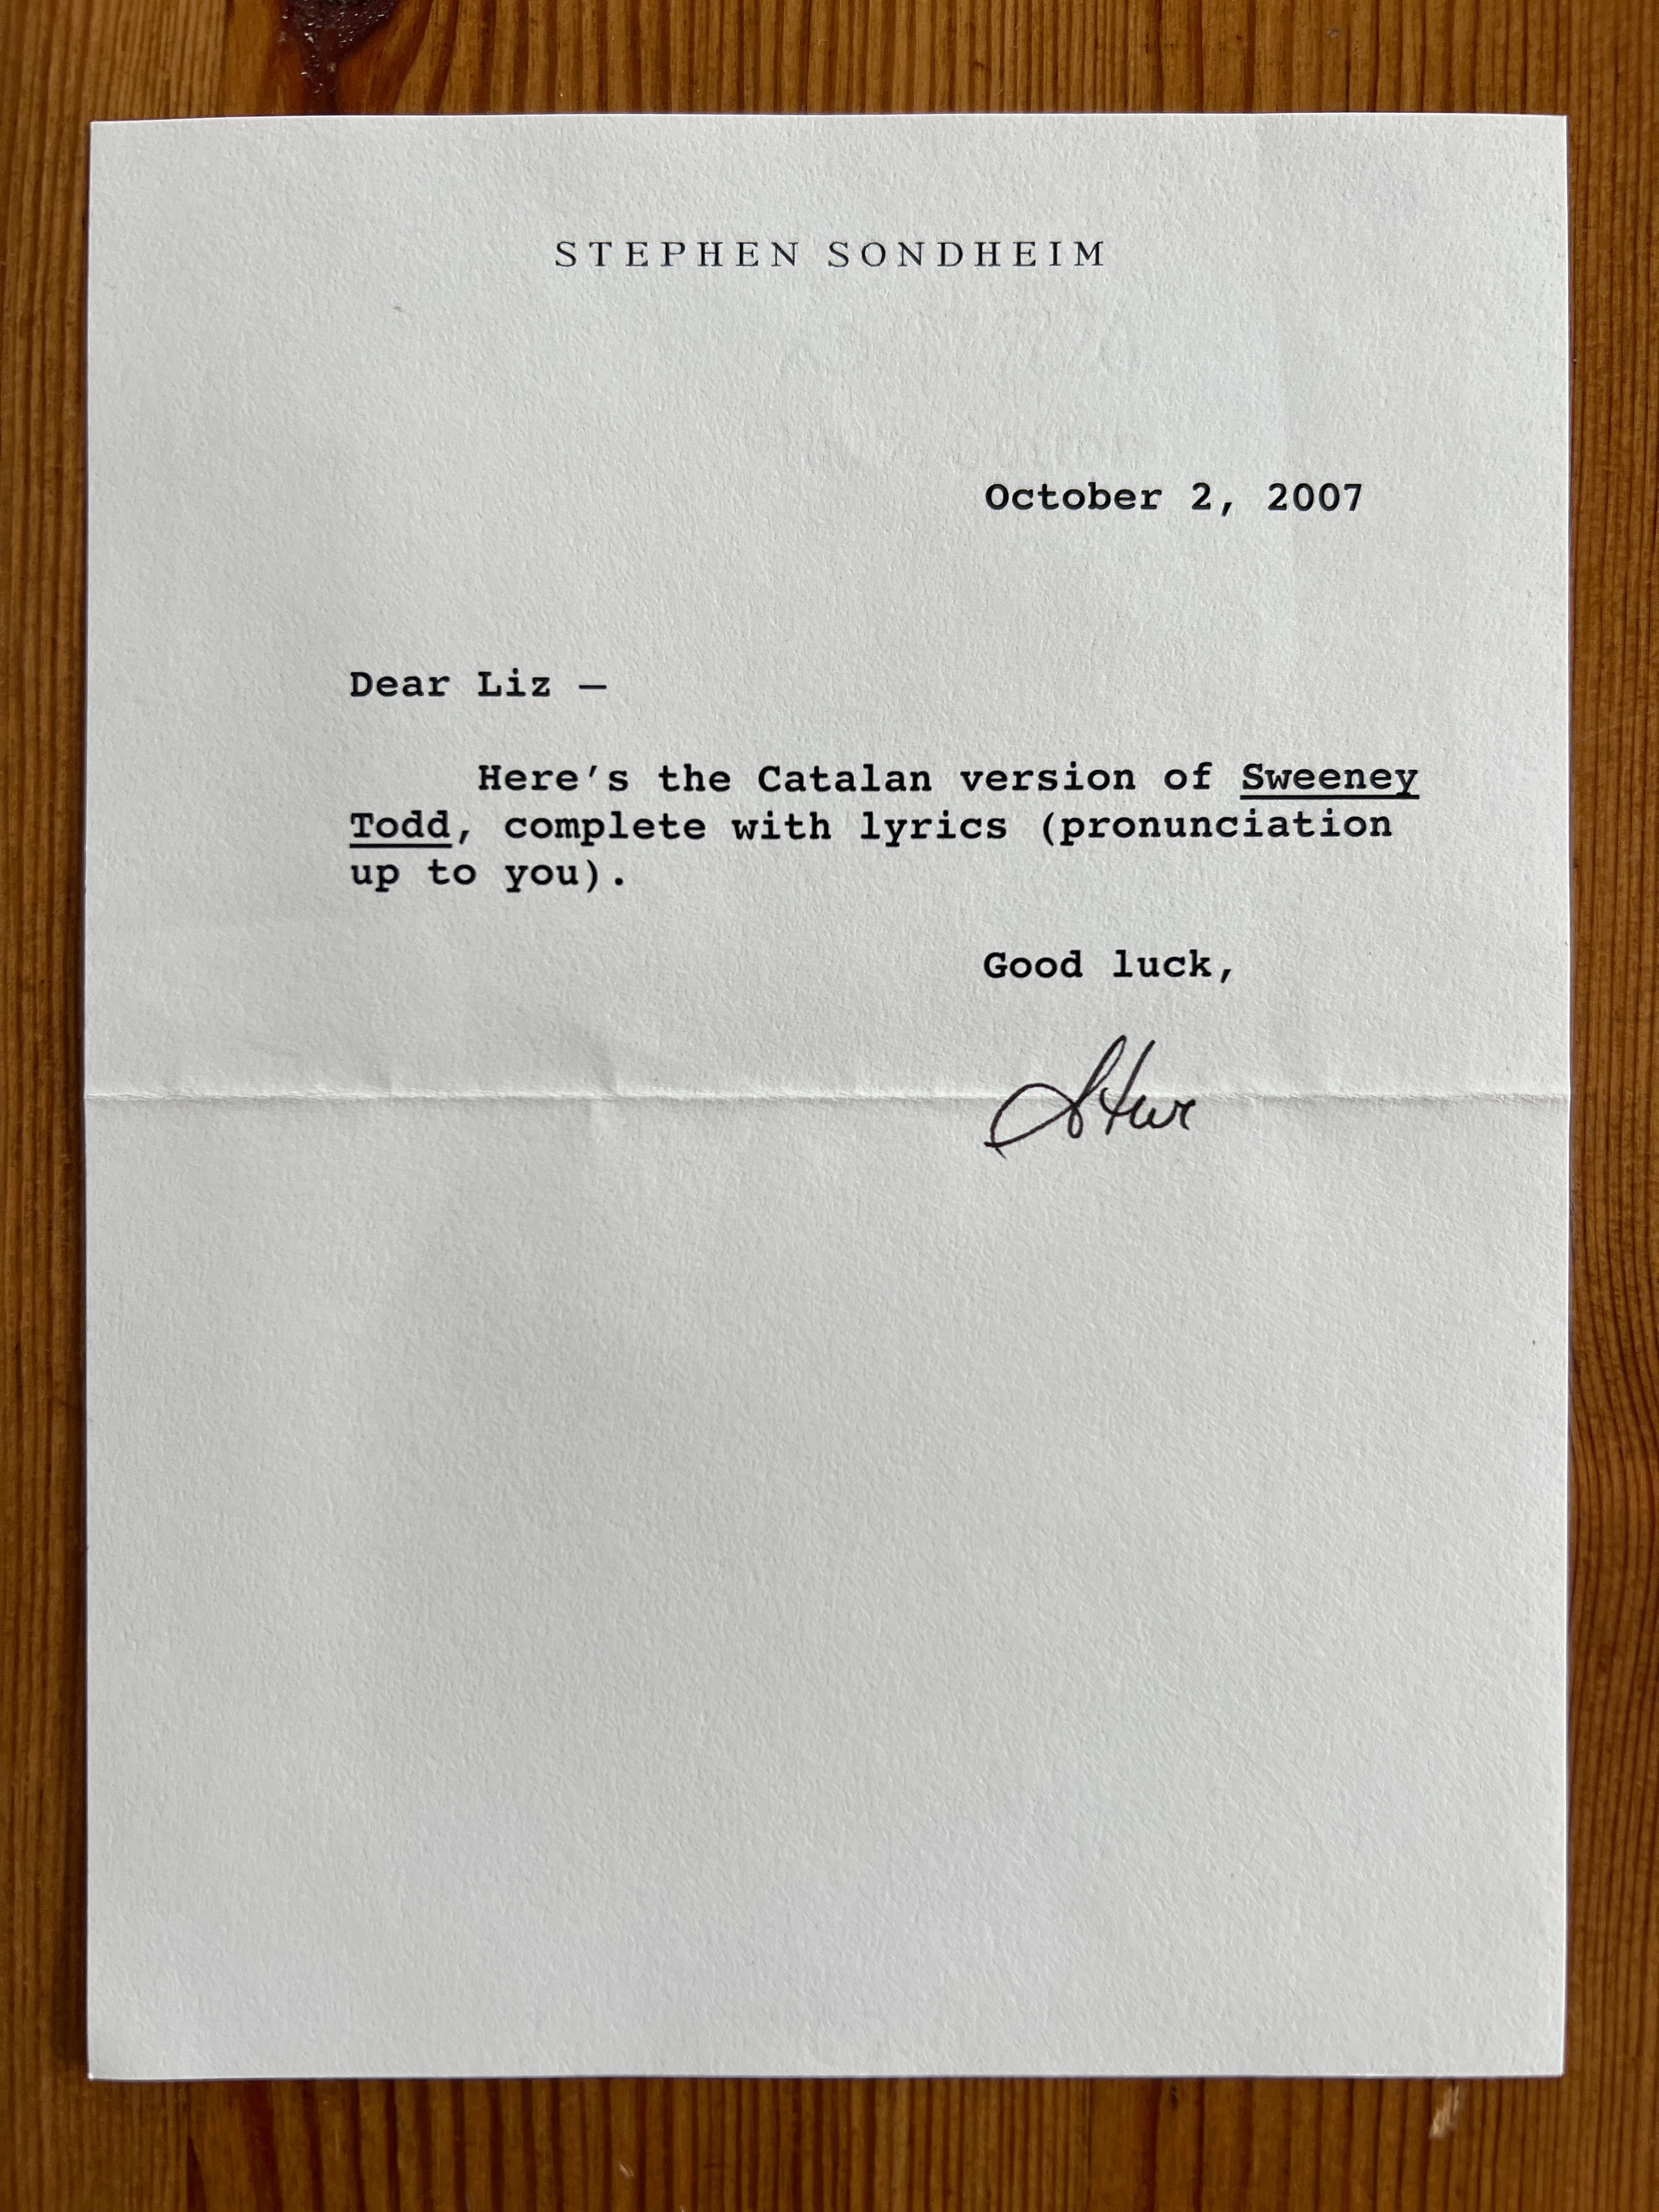 STEPHEN SONDHEIM
October 2, 2007
Dear Liz —
Here's the Catalan version of Sweeney
Todd, complete with lyrics (pronunciation
up to you).
Good luck,
Steve